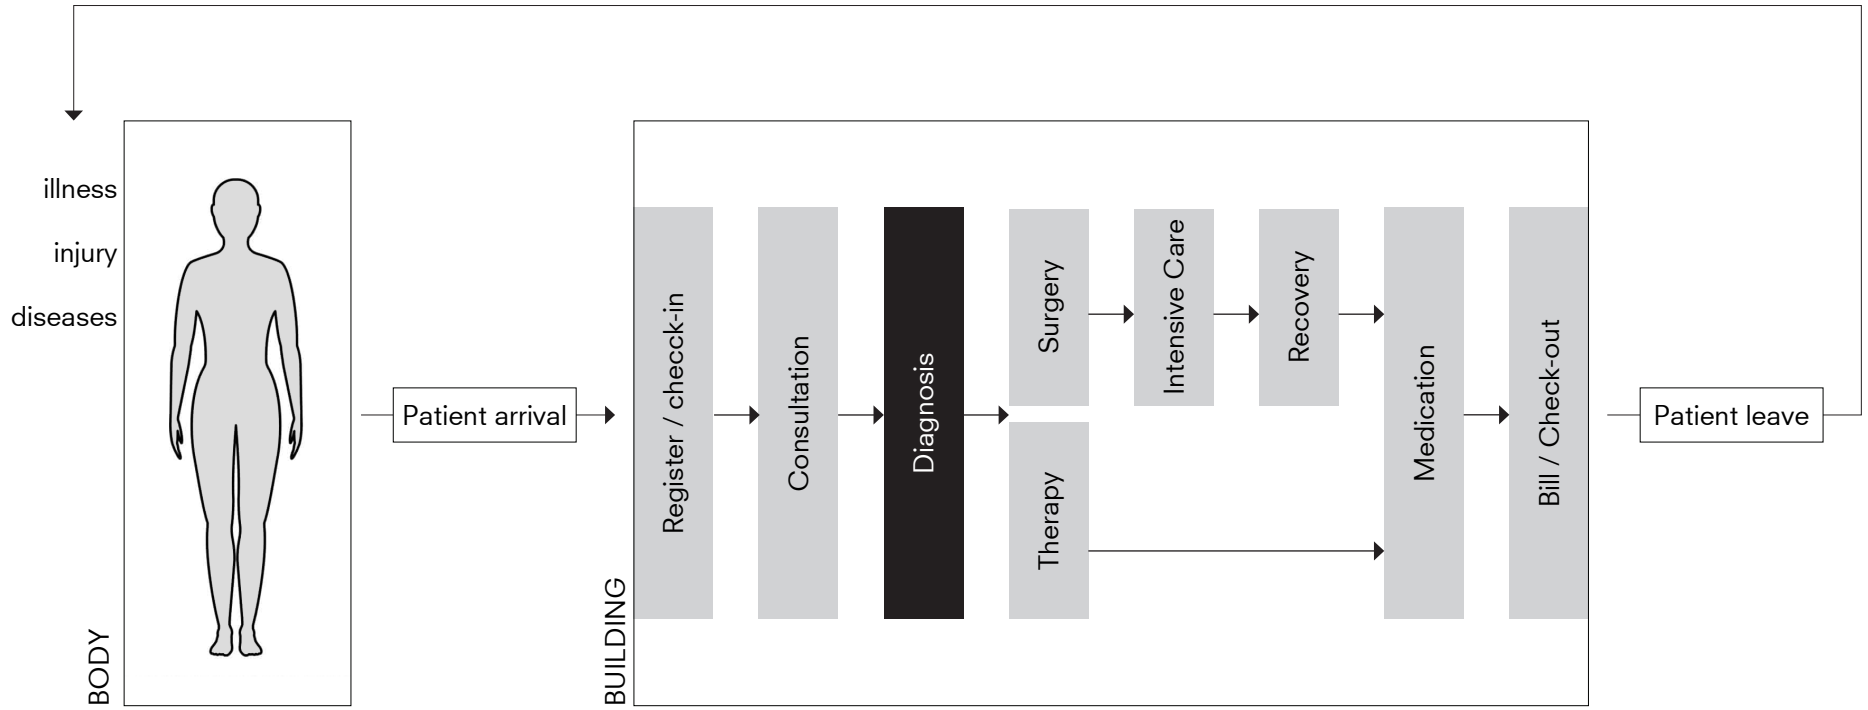 illness
injury
diseases
BODY
Patient arrival
BUILDING
Register / checck-in
Consultation
Diagnosis
Surgery
Intensive Care
Recovery
Therapy
Medication
Bill / Check-out
Patient leave